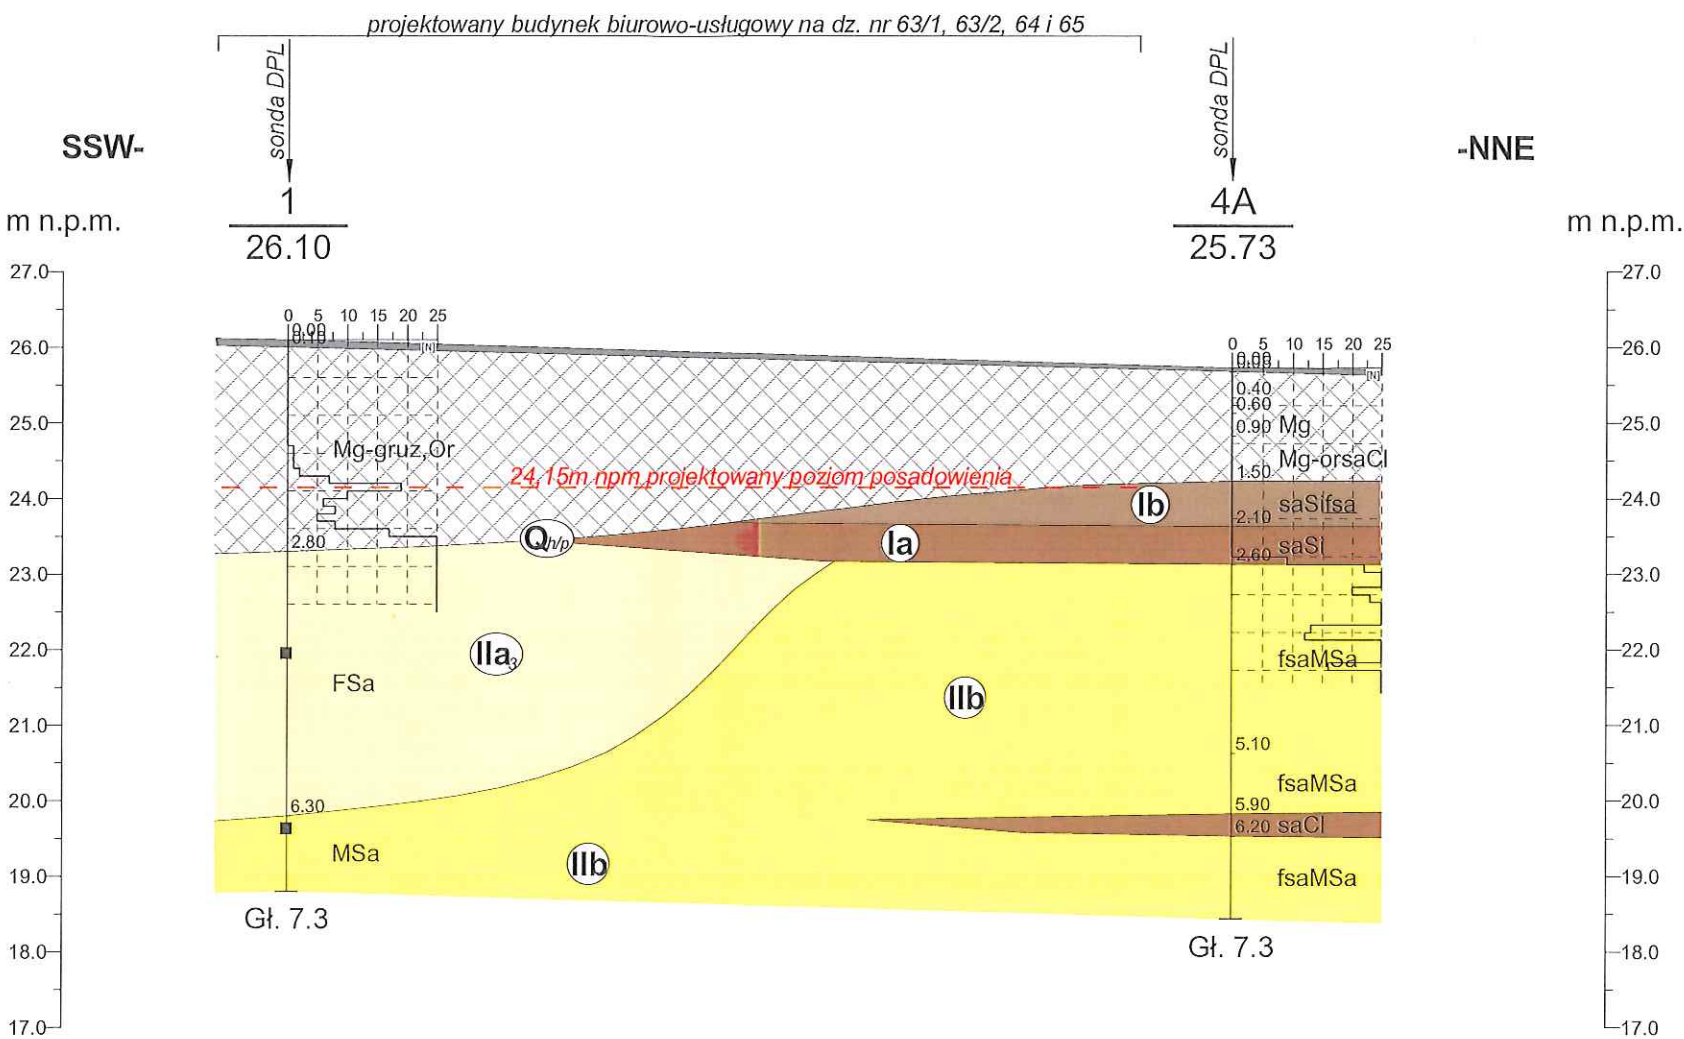 projektowany budynek biurowo-usługowy na dz. nr 63/1, 63/2, 64 i 65
sonda DPL
sonda DPL
SSW-
-NNE
1
4A
m n.p.m.
26.10
25.73
m n.p.m.
27.0
27.0
0 5 10 15 20 25
0.00
0.10
[N]
26.0
0 5 10 15 20 25
26.0
0.00
[N]
0.40
0.60
25.0
0.90
Mg
25.0
Mg-gruz,Or
Mg-orsaCl
24,15m npm projektowany poziom posadowienia
1.50
24.0
Ib
saSifsa
24.0
2.10
Q h/p
Ia
saSi
2.80
2,60
23.0
23.0
22.0
IIa3
fsaMSa
22.0
FSa
IIb
21.0
21.0
5.10
fsaMSa
20.0
6.30
5.90
20.0
6.20 saCl
MSa
IIb
19.0
fsaMSa
19.0
Gł. 7.3
Gł. 7.3
18.0
18.0
17.0
17.0